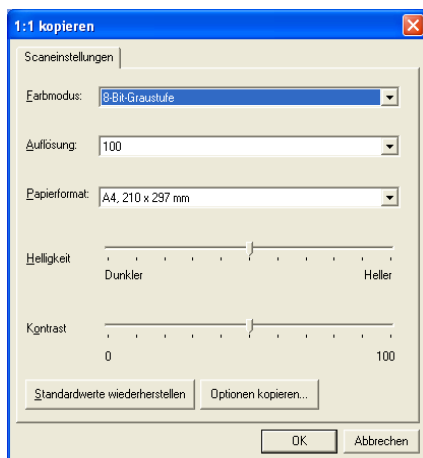 1:1 kopieren
Scaneinstellungen
Farbmodus: 8-Bit-Graustufe
Auflösung: 100
Papierformat: A4, 210 x 297 mm
Helligkeit
Dunkler Heller
Kontrast
0 100
Standardwerte wiederherstellen Optionen kopieren...
OK Abbrechen